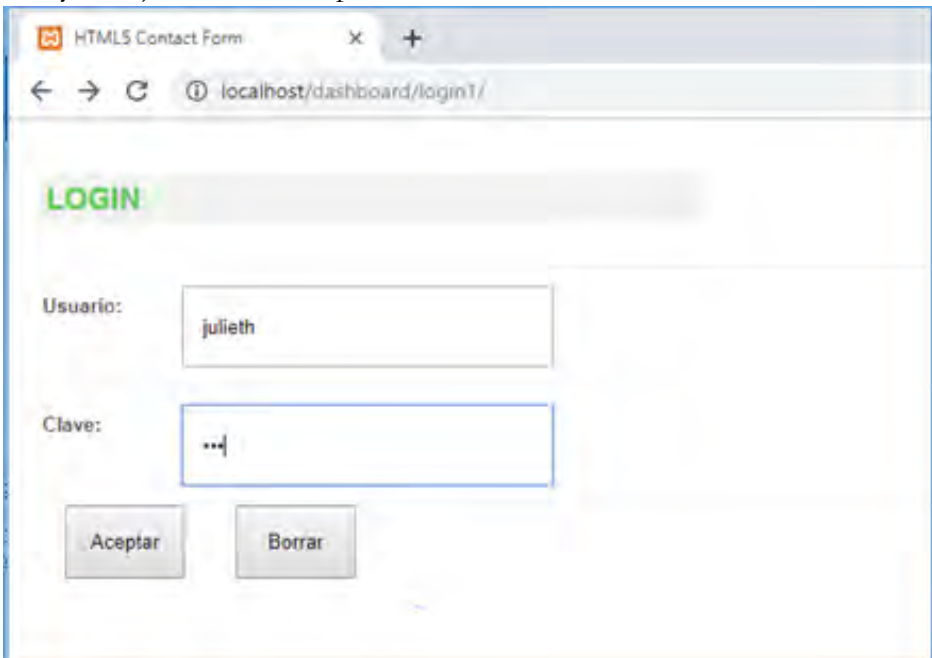 HTML5 Contact Form
localhost/dashboard/login1/
LOGIN
Usuario:
julieth
Clave:
•••
Aceptar
Borrar